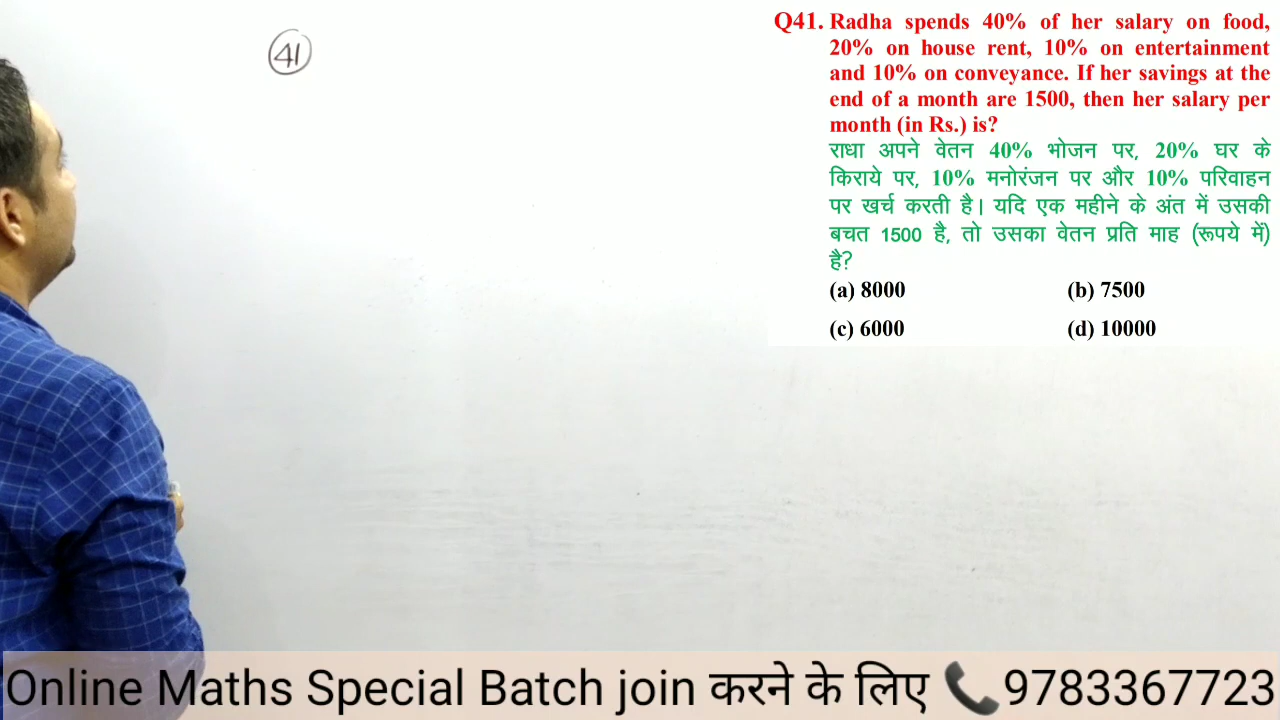 41
Q41. Radha spends 40% of her salary on food,
20% on house rent, 10% on entertainment
and 10% on conveyance. If her savings at the
end of a month are 1500, then her salary per
month (in Rs.) is?
राधा अपने वेतन 40% भोजन पर, 20% घर के
किराये पर, 10% मनोरंजन पर और 10% परिवाहन
पर खर्च करती है। यदि एक महीने के अंत में उसकी
बचत 1500 है, तो उसका वेतन प्रति माह (रूपये में)
है?
(a) 8000 (b) 7500
(c) 6000 (d) 10000
Online Maths Special Batch join करने के लिए 📞9783367723